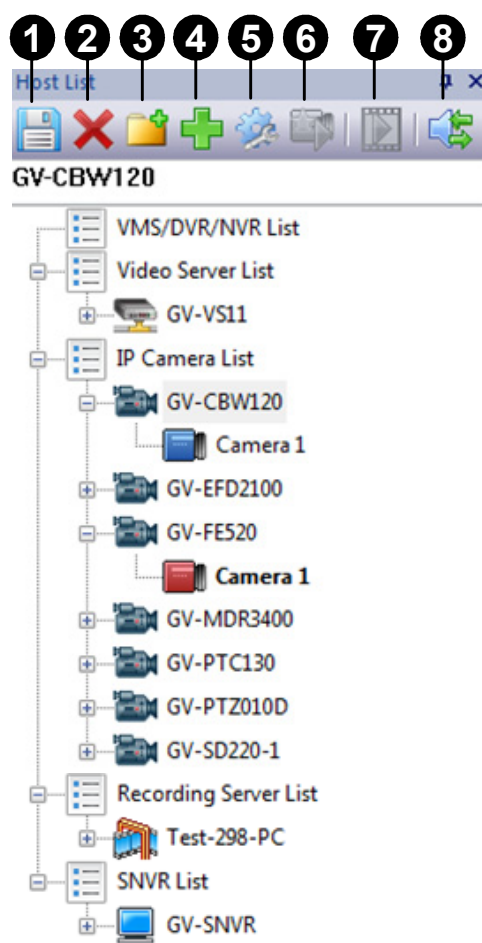 1 2 3 4 5 6 7 8
Host List
GV-CBW120
VMS/DVR/NVR List
Video Server List
GV-VS11
IP Camera List
GV-CBW120
Camera 1
GV-EFD2100
GV-FE520
Camera 1
GV-MDR3400
GV-PTC130
GV-PTZ010D
GV-SD220-1
Recording Server List
Test-298-PC
SNVR List
GV-SNVR